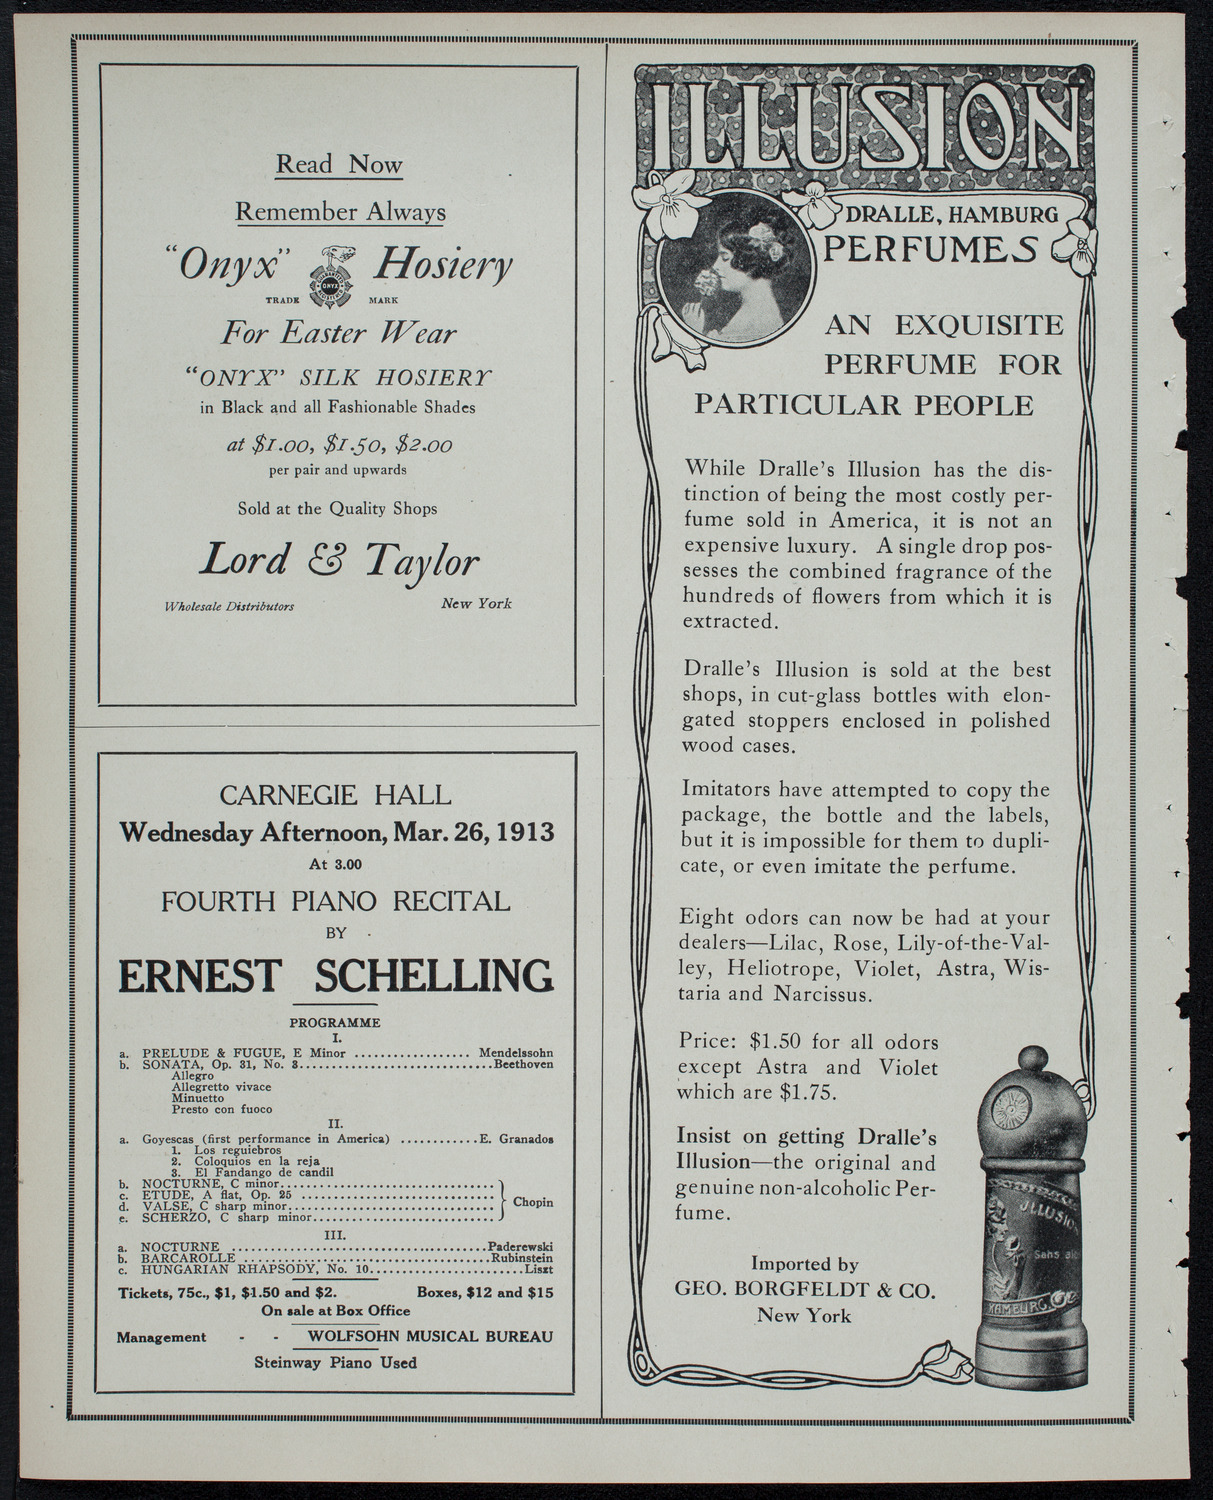 Read Now
Remember Always
"Onyx" Hosiery
ONYX
TRADE MARK
For Easter Wear
"ONYX" SILK HOSIERY
in Black and all Fashionable Shades
at $1.00, $1.50, $2.00
per pair and upwards
Sold at the Quality Shops
Lord & Taylor
Wholesale Distributors New York
CARNEGIE HALL
Wednesday Afternoon, Mar. 26, 1913
At 3.00
FOURTH PIANO RECITAL
BY
ERNEST SCHELLING
PROGRAMME
I.
a. PRELUDE & FUGUE, E Minor .................. Mendelssohn
b. SONATA, Op. 31, No. 3..............................Beethoven
Allegro
Allegretto vivace
Minuetto
Presto con fuoco
II.
a. Goyescas (first performance in America) ............E. Granados
1. Los reguiebros
2. Coloquios en la reja
3. El Fandango de candil
b. NOCTURNE, C minor..................................
c. ETUDE, A flat, Op. 25 ..............................
d. VALSE, C sharp minor................................
e. SCHERZO, C sharp minor..............................
Chopin
III.
a. NOCTURNE ........................................Paderewski
b. BARCAROLLE ......................................Rubinstein
c. HUNGARIAN RHAPSODY, No. 10........................Liszt
Tickets, 75c., $1, $1.50 and $2. Boxes, $12 and $15
On sale at Box Office
Management - - WOLFSOHN MUSICAL BUREAU
Steinway Piano Used
ILLUSION
DRALLE, HAMBURG
PERFUMES
AN EXQUISITE
PERFUME FOR
PARTICULAR PEOPLE
While Dralle's Illusion has the dis-
tinction of being the most costly per-
fume sold in America, it is not an
expensive luxury. A single drop pos-
sesses the combined fragrance of the
hundreds of flowers from which it is
extracted.
Dralle's Illusion is sold at the best
shops, in cut-glass bottles with elon-
gated stoppers enclosed in polished
wood cases.
Imitators have attempted to copy the
package, the bottle and the labels,
but it is impossible for them to dupli-
cate, or even imitate the perfume.
Eight odors can now be had at your
dealers—Lilac, Rose, Lily-of-the-Val-
ley, Heliotrope, Violet, Astra, Wis-
taria and Narcissus.
Price: $1.50 for all odors
except Astra and Violet
which are $1.75.
Insist on getting Dralle's
Illusion—the original and
genuine non-alcoholic Per-
fume.
Imported by
GEO. BORGFELDT & CO.
New York
ILLUSIO
Sans
HAMBURG